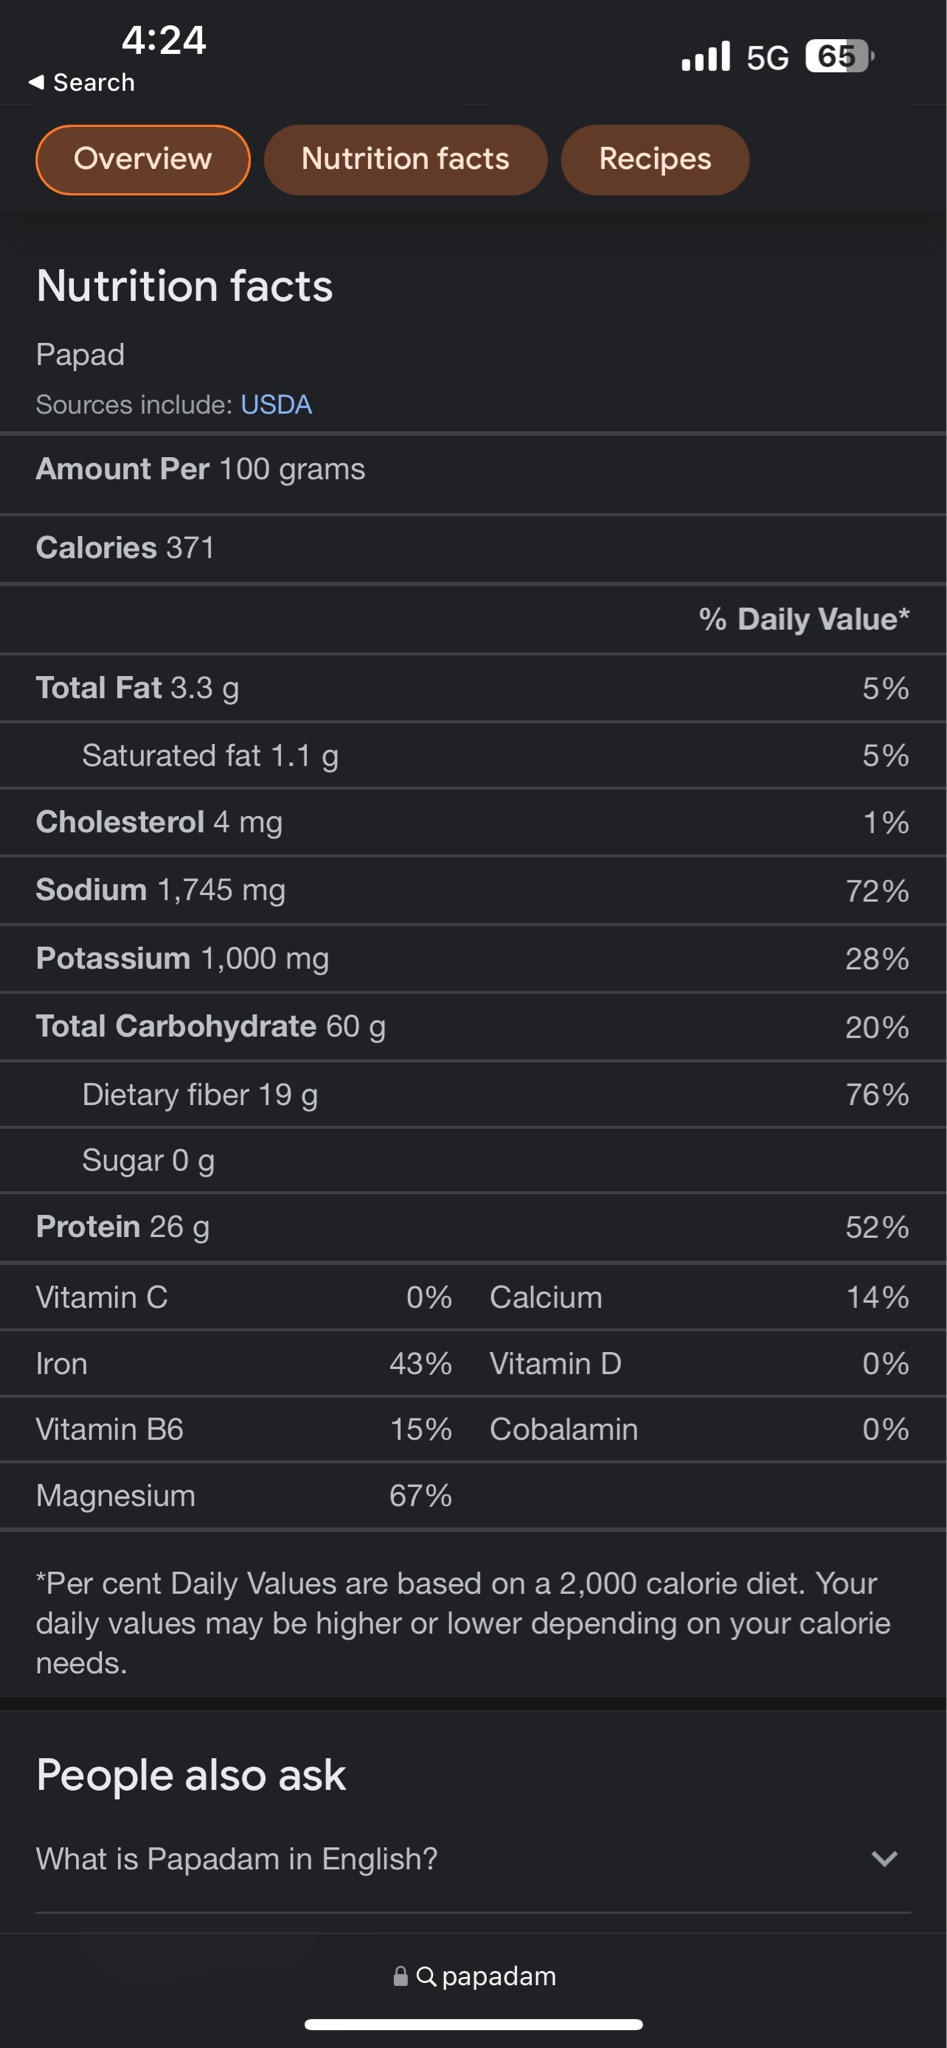 4:24
5G 65
◀ Search
Overview Nutrition facts Recipes
Nutrition facts
Papad
Sources include: USDA
Amount Per 100 grams
Calories 371
% Daily Value*
Total Fat 3.3 g 5%
Saturated fat 1.1 g 5%
Cholesterol 4 mg 1%
Sodium 1,745 mg 72%
Potassium 1,000 mg 28%
Total Carbohydrate 60 g 20%
Dietary fiber 19 g 76%
Sugar 0 g
Protein 26 g 52%
Vitamin C 0% Calcium 14%
Iron 43% Vitamin D 0%
Vitamin B6 15% Cobalamin 0%
Magnesium 67%
*Per cent Daily Values are based on a 2,000 calorie diet. Your
daily values may be higher or lower depending on your calorie
needs.
People also ask
What is Papadam in English?
papadam